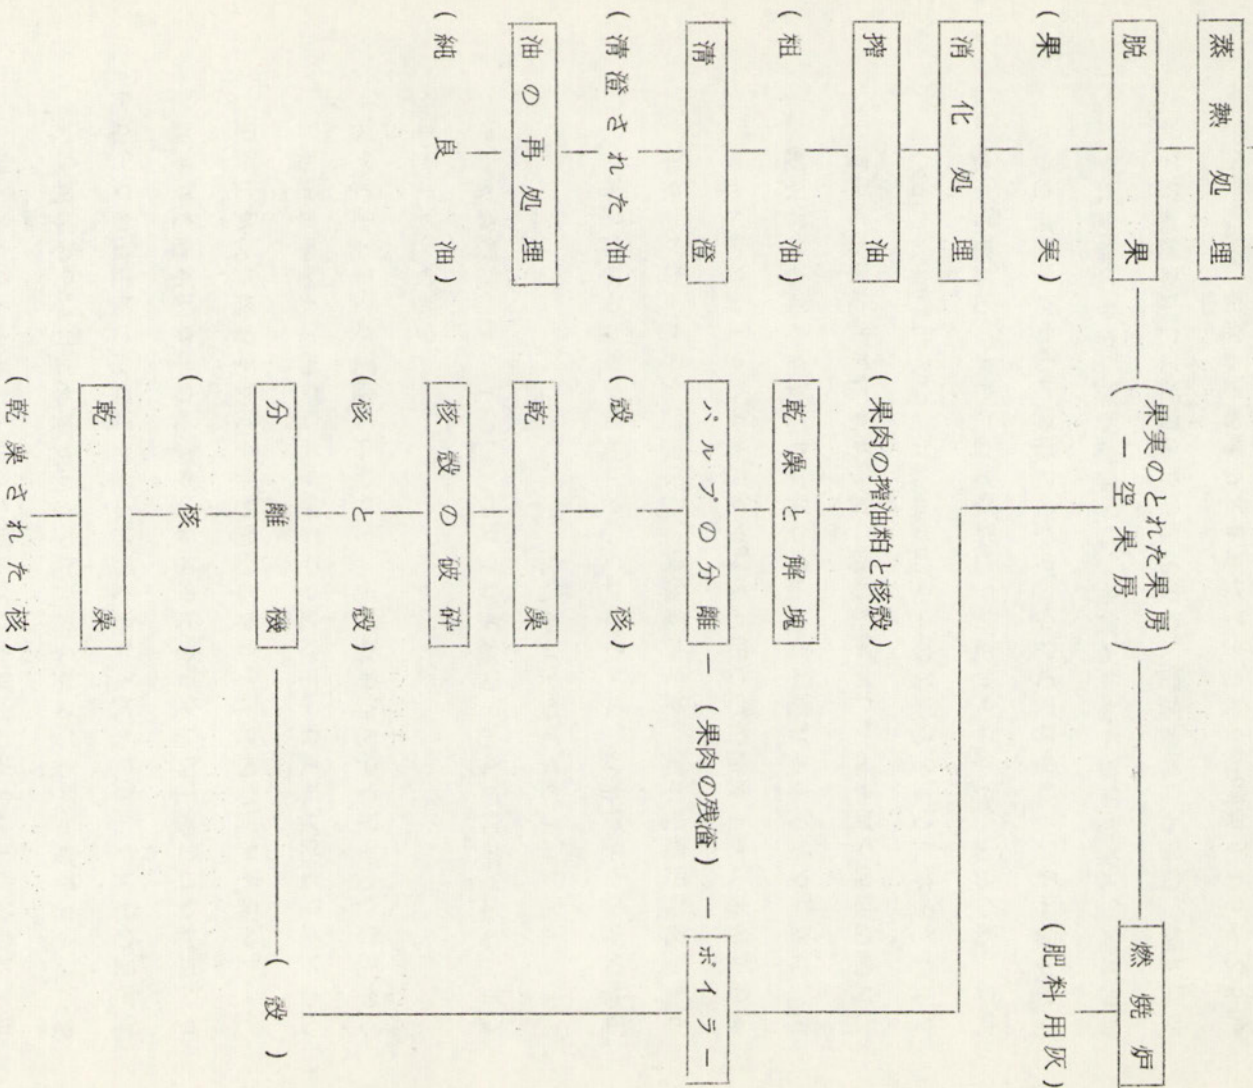 蒸熱処理
脱果
(果実)
消化処理
搾油
(粗油)
清澄
(清澄された油)
油の再処理
(純良油)
(果実のとれた果房
ー空果房)
燃焼炉
(肥料用灰)
(果肉の搾油粕と核殻)
乾燥と解塊
パルプの分離
(果肉の残渣)
ボイラー
(殻核)
乾燥
核殻の破砕
(核と殻)
分離機
(殻)
(核)
乾燥
(乾燥された核)